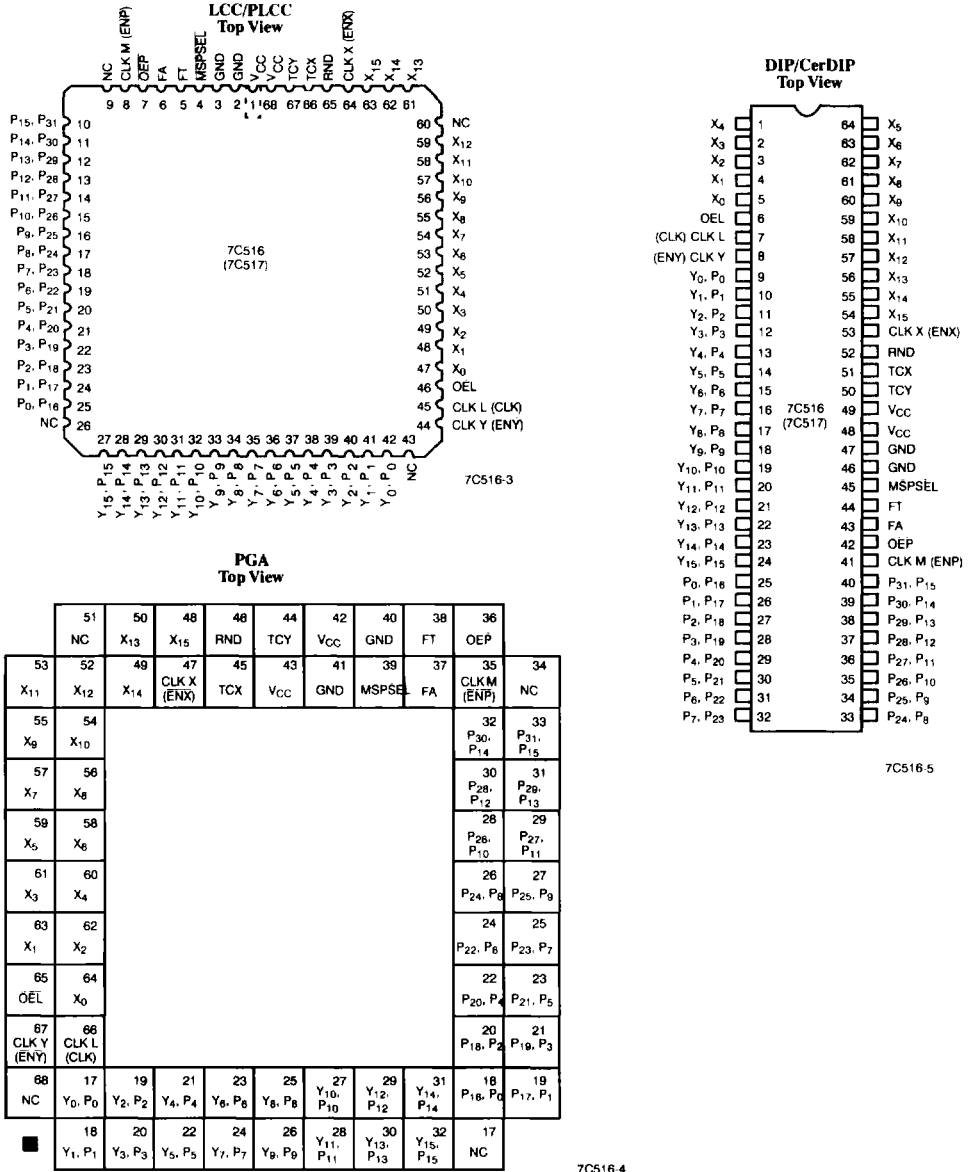 LCC/PLCC
Top View
NC
CLK M (ENP)
OEP
FA
FT
MSPSEL
GND
GND
VCC
VCC
TCY
TCX
RND
CLK X (ENX)
X15
X14
X13
9 8 7 6 5 4 3 2 1 68 67 66 65 64 63 62 61
P15, P31 10
P14, P30 11
P13, P29 12
P12, P28 13
P11, P27 14
P10, P26 15
P9, P25 16
P8, P24 17
P7, P23 18
P6, P22 19
P5, P21 20
P4, P20 21
P3, P19 22
P2, P18 23
P1, P17 24
P0, P16 25
NC 26
7C516
(7C517)
60 NC
59 X12
58 X11
57 X10
56 X9
55 X8
54 X7
53 X6
52 X5
51 X4
50 X3
49 X2
48 X1
47 X0
46 OEL
45 CLK L (CLK)
44 CLK Y (ENY)
27 28 29 30 31 32 33 34 35 36 37 38 39 40 41 42 43
Y15, P15
Y14, P14
Y13, P13
Y12, P12
Y11, P11
Y10, P10
Y9, P9
Y8, P8
Y7, P7
Y6, P6
Y5, P5
Y4, P4
Y3, P3
Y2, P2
Y1, P1
Y0, P0
NC
7C516-3
DIP/CerDIP
Top View
X4 1 64 X5
X3 2 63 X6
X2 3 62 X7
X1 4 61 X8
X0 5 60 X9
OEL 6 59 X10
(CLK) CLK L 7 58 X11
(ENY) CLK Y 8 57 X12
Y0, P0 9 56 X13
Y1, P1 10 55 X14
Y2, P2 11 54 X15
Y3, P3 12 53 CLK X (ENX)
Y4, P4 13 52 RND
Y5, P5 14 51 TCX
Y6, P6 15 50 TCY
Y7, P7 16 7C516 49 VCC
Y8, P8 17 (7C517) 48 VCC
Y9, P9 18 47 GND
Y10, P10 19 46 GND
Y11, P11 20 45 MSPSEL
Y12, P12 21 44 FT
Y13, P13 22 43 FA
Y14, P14 23 42 OEP
Y15, P15 24 41 CLK M (ENP)
P0, P16 25 40 P31, P15
P1, P17 26 39 P30, P14
P2, P18 27 38 P29, P13
P3, P19 28 37 P28, P12
P4, P20 29 36 P27, P11
P5, P21 30 35 P26, P10
P6, P22 31 34 P25, P9
P7, P23 32 33 P24, P8
7C516-5
PGA
Top View
51 50 48 46 44 42 40 38 36
NC X13 X15 RND TCY VCC GND FT OEP
53 52 49 47 45 43 41 39 37 35 34
X11 X12 X14 CLK X (ENX) TCX VCC GND MSPSEL FA CLK M (ENP) NC
55 54 32 33
X9 X10 P30, P14 P31, P15
57 56 30 31
X7 X8 P28, P12 P29, P13
59 58 28 29
X5 X6 P26, P10 P27, P11
61 60 26 27
X3 X4 P24, P8 P25, P9
63 62 24 25
X1 X2 P22, P6 P23, P7
65 64 22 23
OEL X0 P20, P4 P21, P5
67 66 20 21
CLK Y (ENY) CLK L (CLK) P18, P2 P19, P3
68 17 19 21 23 25 27 29 31 18 19
NC Y0, P0 Y2, P2 Y4, P4 Y6, P6 Y8, P8 Y10, P10 Y12, P12 Y14, P14 P16, P0 P17, P1
18 20 22 24 26 28 30 32 17
Y1, P1 Y3, P3 Y5, P5 Y7, P7 Y9, P9 Y11, P11 Y13, P13 Y15, P15 NC
7C516-4